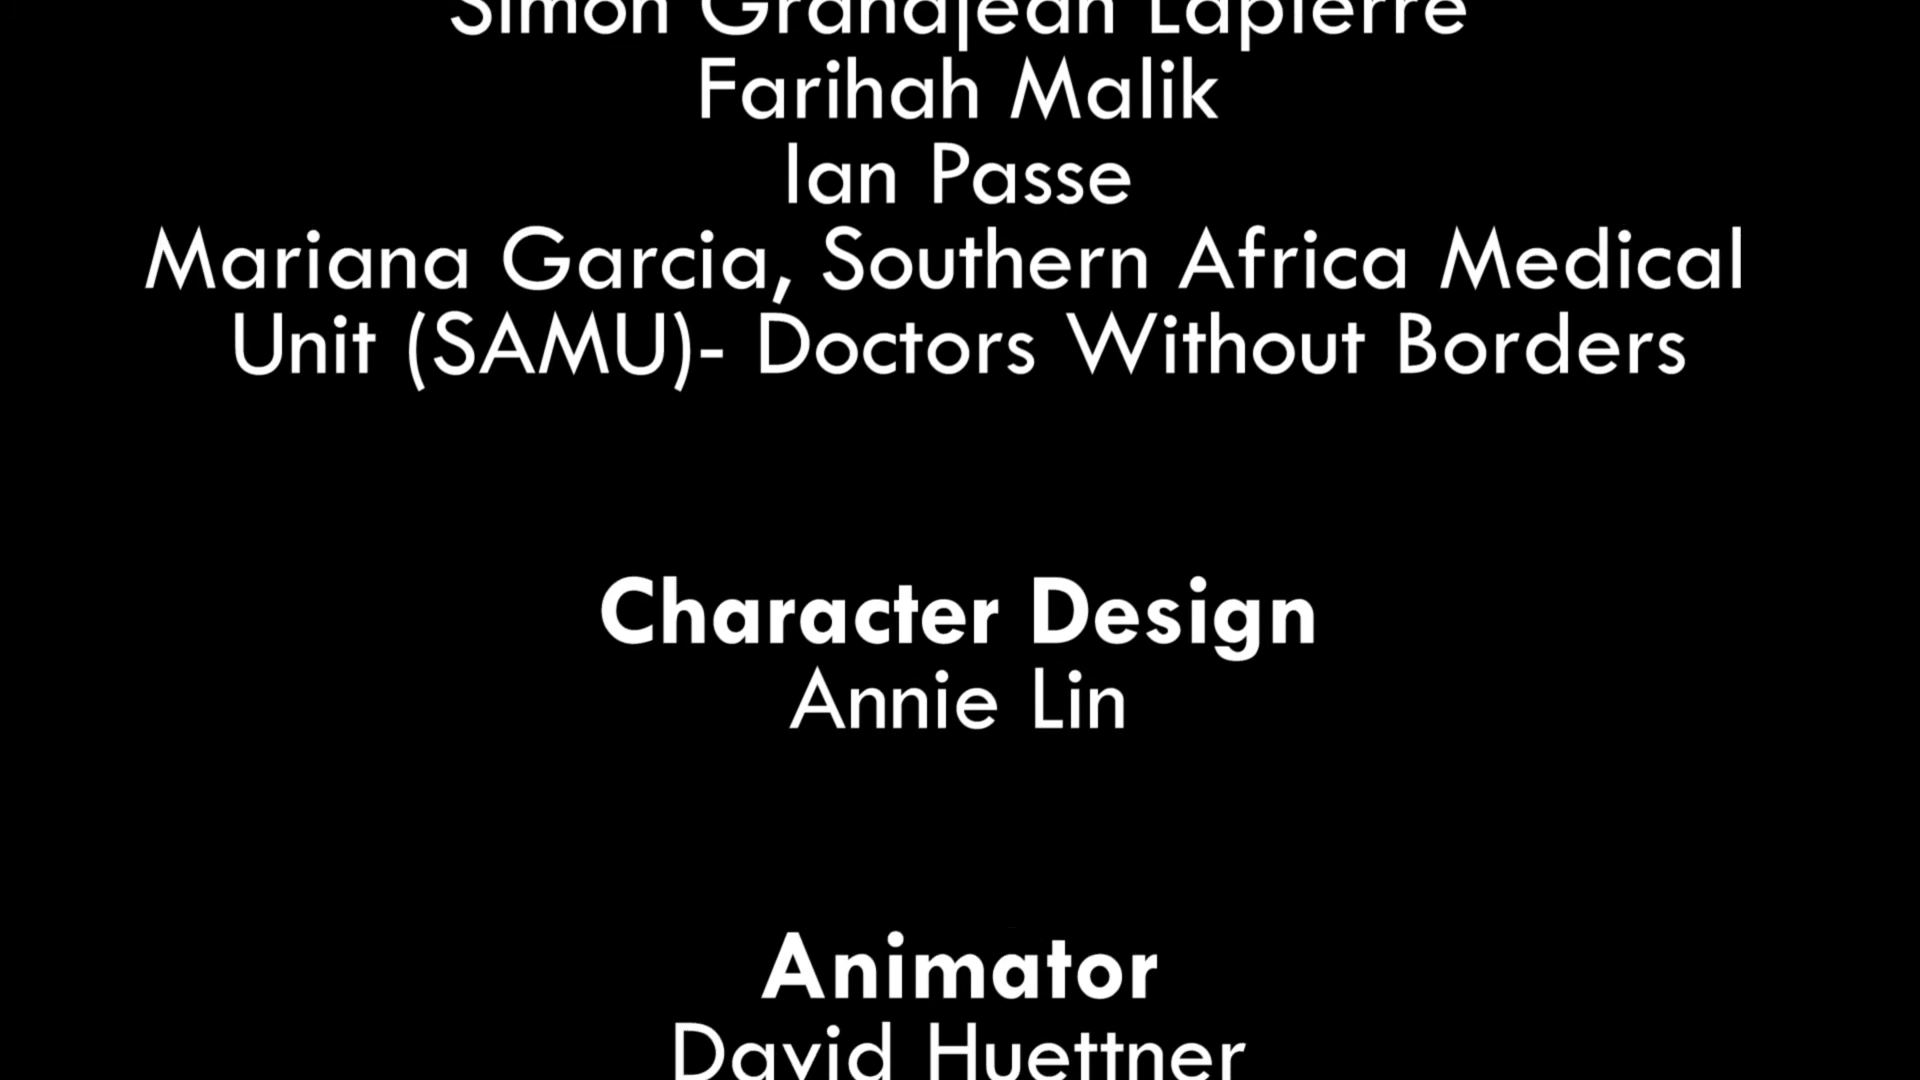 Simon Grandjean Lapierre
Farihah Malik
Ian Passe
Mariana Garcia, Southern Africa Medical
Unit (SAMU)- Doctors Without Borders
Character Design
Annie Lin
Animator
David Huettner